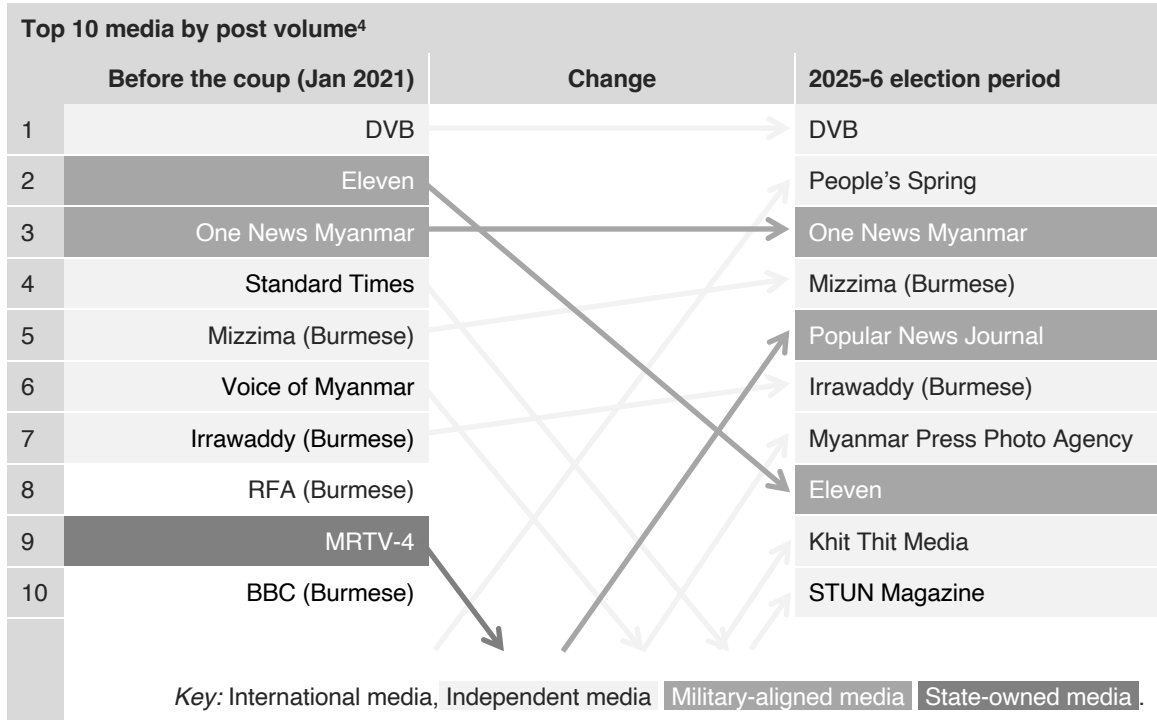 Top 10 media by post volume⁴
Before the coup (Jan 2021) Change 2025-6 election period
1 DVB DVB
2 Eleven People’s Spring
3 One News Myanmar One News Myanmar
4 Standard Times Mizzima (Burmese)
5 Mizzima (Burmese) Popular News Journal
6 Voice of Myanmar Irrawaddy (Burmese)
7 Irrawaddy (Burmese) Myanmar Press Photo Agency
8 RFA (Burmese) Eleven
9 MRTV-4 Khit Thit Media
10 BBC (Burmese) STUN Magazine
Key: International media, Independent media Military-aligned media State-owned media.